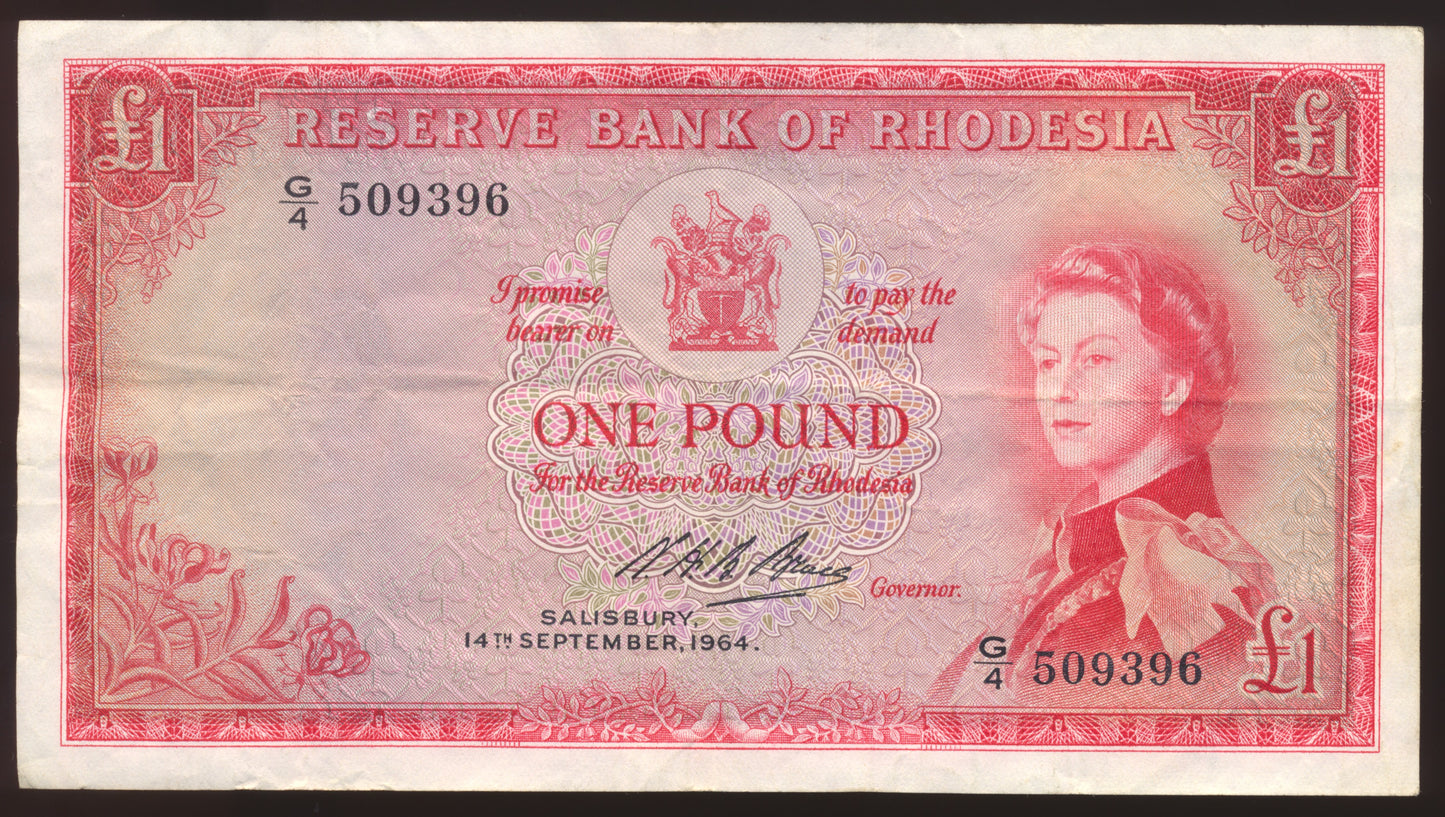 £1
RESERVE BANK OF RHODESIA
£1
G/4 509396
I promise to pay the
bearer on demand
ONE POUND
For the Reserve Bank of Rhodesia
Governor.
SALISBURY,
14TH SEPTEMBER, 1964.
G/4 509396
£1